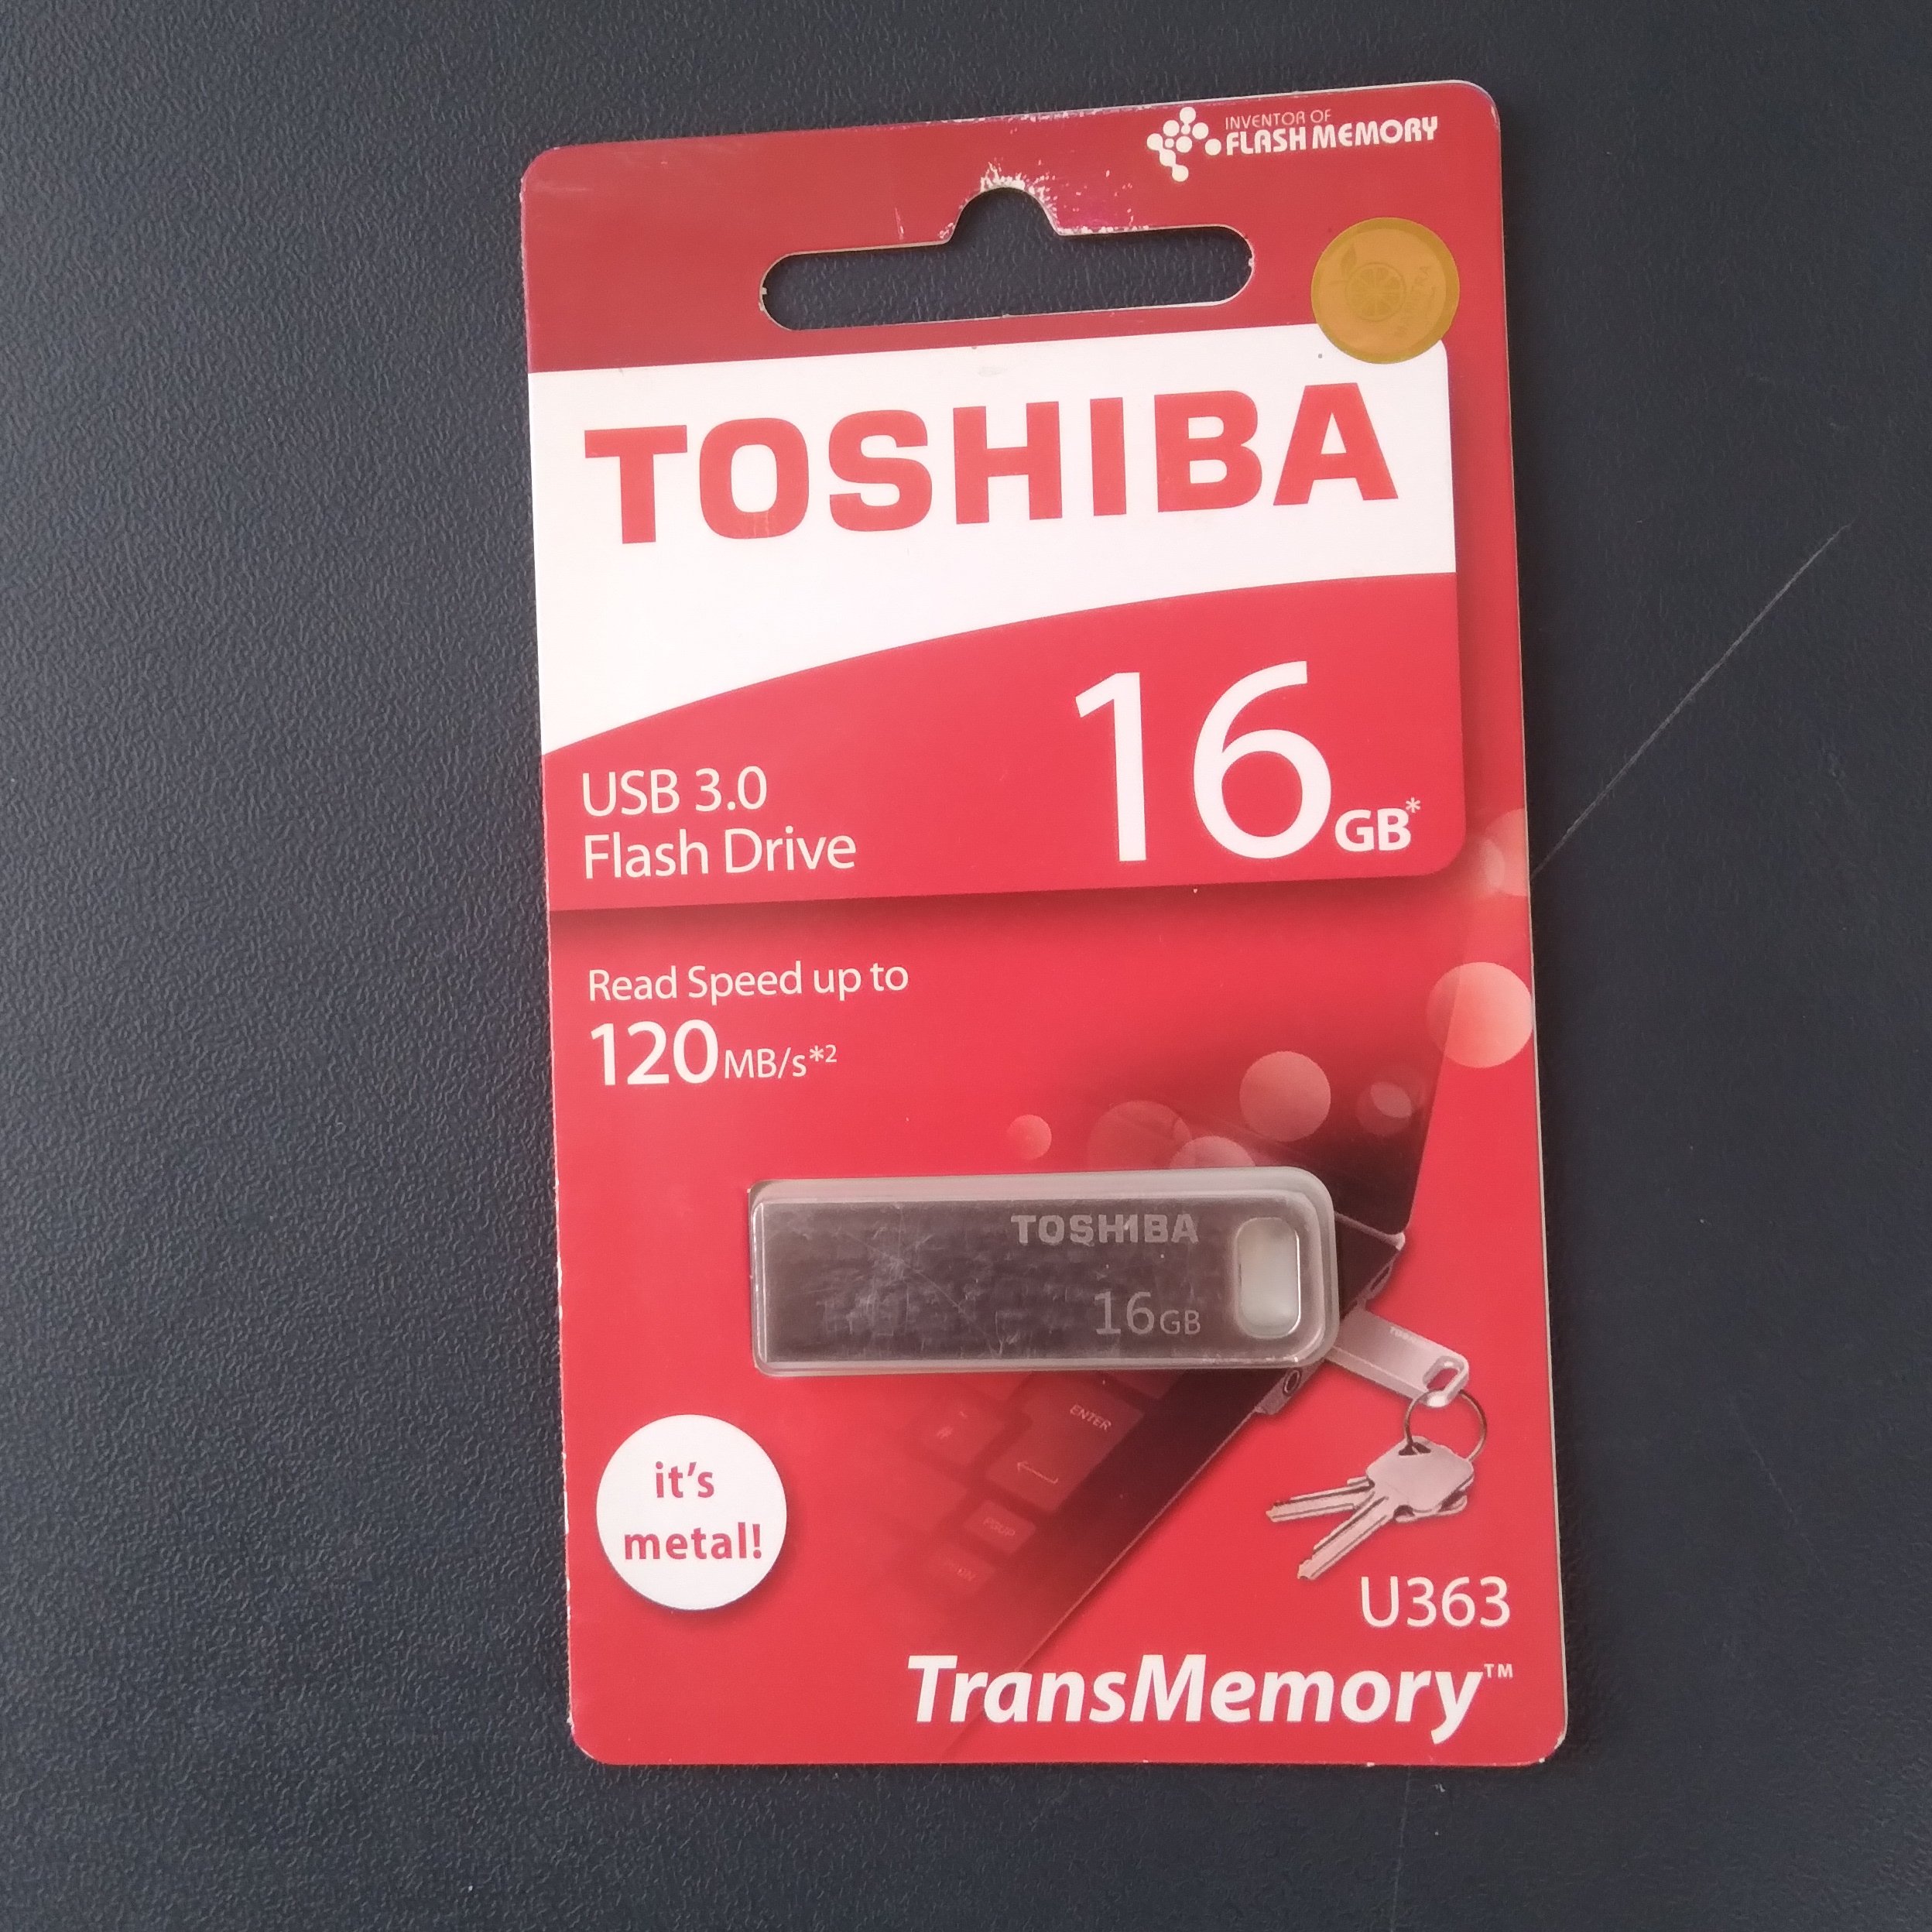 INVENTOR OF
FLASH MEMORY
TOSHIBA
16GB*
USB 3.0
Flash Drive
Read Speed up to
120MB/s*2
TOSHIBA
16GB
ENTER
PGUP
it's
metal!
U363
TransMemory™